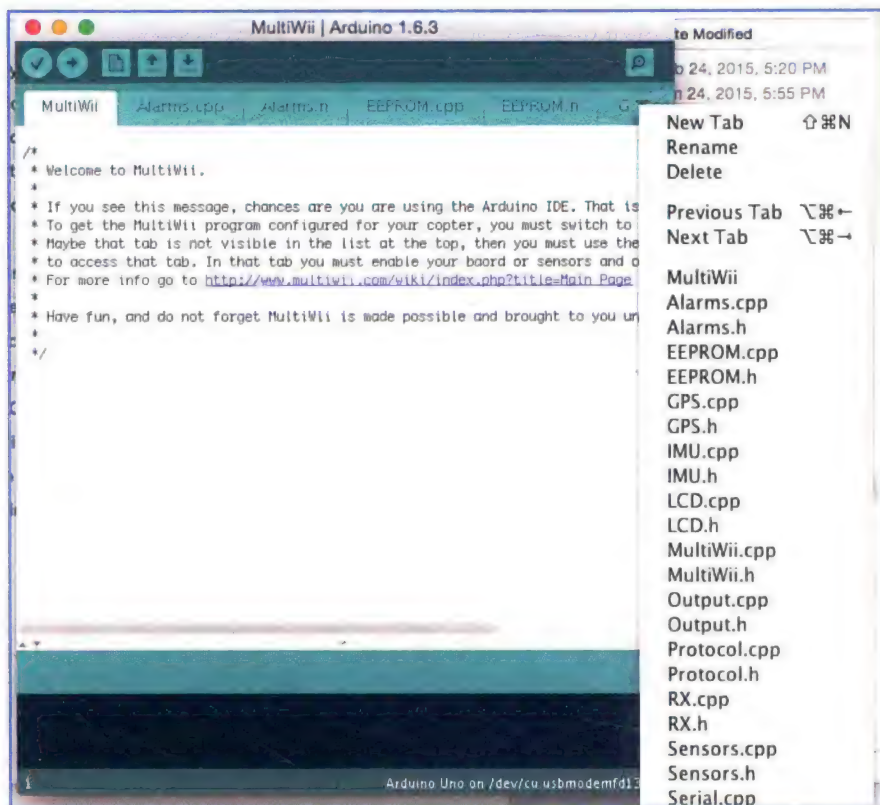 MultiWii | Arduino 1.6.3
te Modified
b 24, 2015, 5:20 PM
n 24, 2015, 5:55 PM
MultiWii Alarms.cpp Alarms.h EEPROM.cpp EEPROM.h G
/*
* Welcome to MultiWii.
*
* If you see this message, chances are you are using the Arduino IDE. That is
* To get the MultiWii program configured for your copter, you must switch to
* Maybe that tab is not visible in the list at the top, then you must use the
* to access that tab. In that tab you must enable your baord or sensors and o
* For more info go to http://www.multiwii.com/wiki/index.php?title=Main_Page
*
* Have fun, and do not forget MultiWii is made possible and brought to you un
*
*/
New Tab ⇧⌘N
Rename
Delete
Previous Tab ⌥⌘←
Next Tab ⌥⌘→
MultiWii
Alarms.cpp
Alarms.h
EEPROM.cpp
EEPROM.h
GPS.cpp
GPS.h
IMU.cpp
IMU.h
LCD.cpp
LCD.h
MultiWii.cpp
MultiWii.h
Output.cpp
Output.h
Protocol.cpp
Protocol.h
RX.cpp
RX.h
Sensors.cpp
Sensors.h
Serial.cpp
1
Arduino Uno on /dev/cu.usbmodemfd13